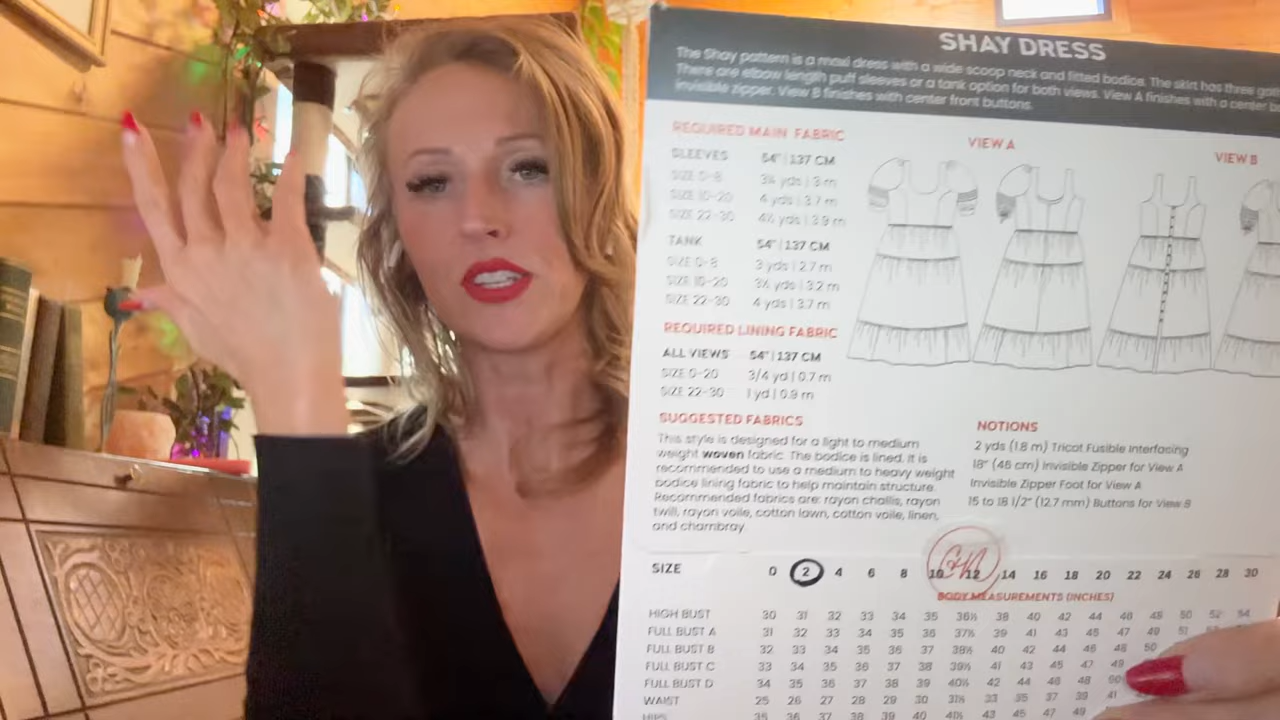 SHAY DRESS
The Shay pattern is a maxi dress with a wide scoop neck and fitted bodice. The skirt has three
There are elbow length puff sleeves or a tank option for both views. View A finishes with a center
invisible zipper. View B finishes with center front buttons.
REQUIRED MAIN FABRIC
SLEEVES 54" | 137 CM
SIZE 0-8 yds | 3 m
SIZE 10-20 4 yds | 3.7 m
SIZE 22-30 yds | 3.9 m
TANK 54" | 137 CM
SIZE 0-8 3 yds | 2.7 m
SIZE 10-20 yds | 3.2 m
SIZE 22-30 4 yds | 3.7 m
REQUIRED LINING FABRIC
ALL VIEWS 54" | 137 CM
SIZE 0-20 3/4 yd | 0.7 m
SIZE 22-30 1 yd | 0.9 m
SUGGESTED FABRICS
This style is designed for a light to medium
weight woven fabric. The bodice is lined. It is
recommended to use a medium to heavy weight
bodice lining fabric to help maintain structure.
Recommended fabrics are: rayon challis, rayon
twill, rayon voile, cotton lawn, cotton voile, linen,
and chambray.
VIEW A
VIEW B
NOTIONS
2 yds (1.8 m) Tricot Fusible Interfacing
18" (46 cm) Invisible Zipper for View A
Invisible Zipper Foot for View A
15 to 18 1/2" (12.7 mm) Buttons for View B
SIZE 0 2 4 6 8 10 12 14 16 18 20 22 24 26 28 30
BODY MEASUREMENTS (INCHES)
HIGH BUST 30 31 32 33 34 35 36½ 38 40 42 44 46 48 50 52 54
FULL BUST A 31 32 33 34 35 36 37½ 39 41 43 45 47 49 51
FULL BUST B 32 33 34 35 36 37 38½ 40 42 44 46 48 50
FULL BUST C 33 34 35 36 37 38 39½ 41 43 45 47 49
FULL BUST D 34 35 36 37 38 39 40½ 42 44 46 48 50
WAIST 25 26 27 28 29 30 31½ 33 35 37 39 41
HIPS 35 36 37 38 39 40 40½ 43 45 47 49